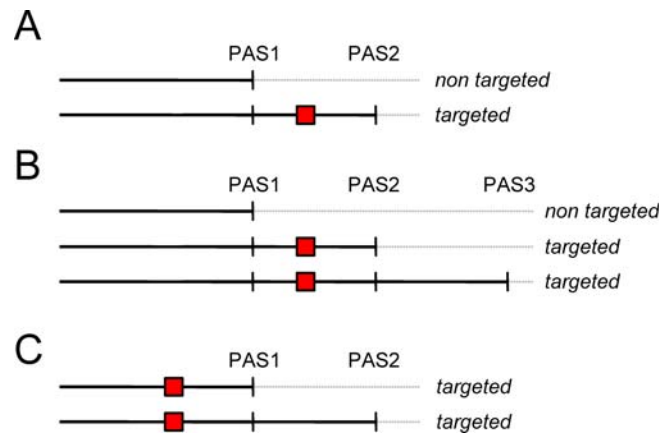 A
PAS1 PAS2
non targeted
targeted
B
PAS1 PAS2 PAS3
non targeted
targeted
targeted
C
PAS1 PAS2
targeted
targeted